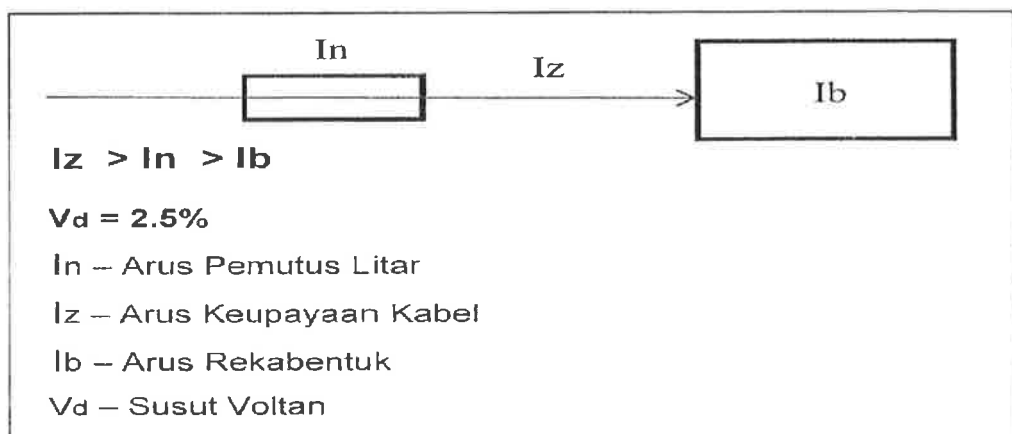 In
Iz
Ib
Iz > In > Ib
Vd = 2.5%
In – Arus Pemutus Litar
Iz – Arus Keupayaan Kabel
Ib – Arus Rekabentuk
Vd – Susut Voltan